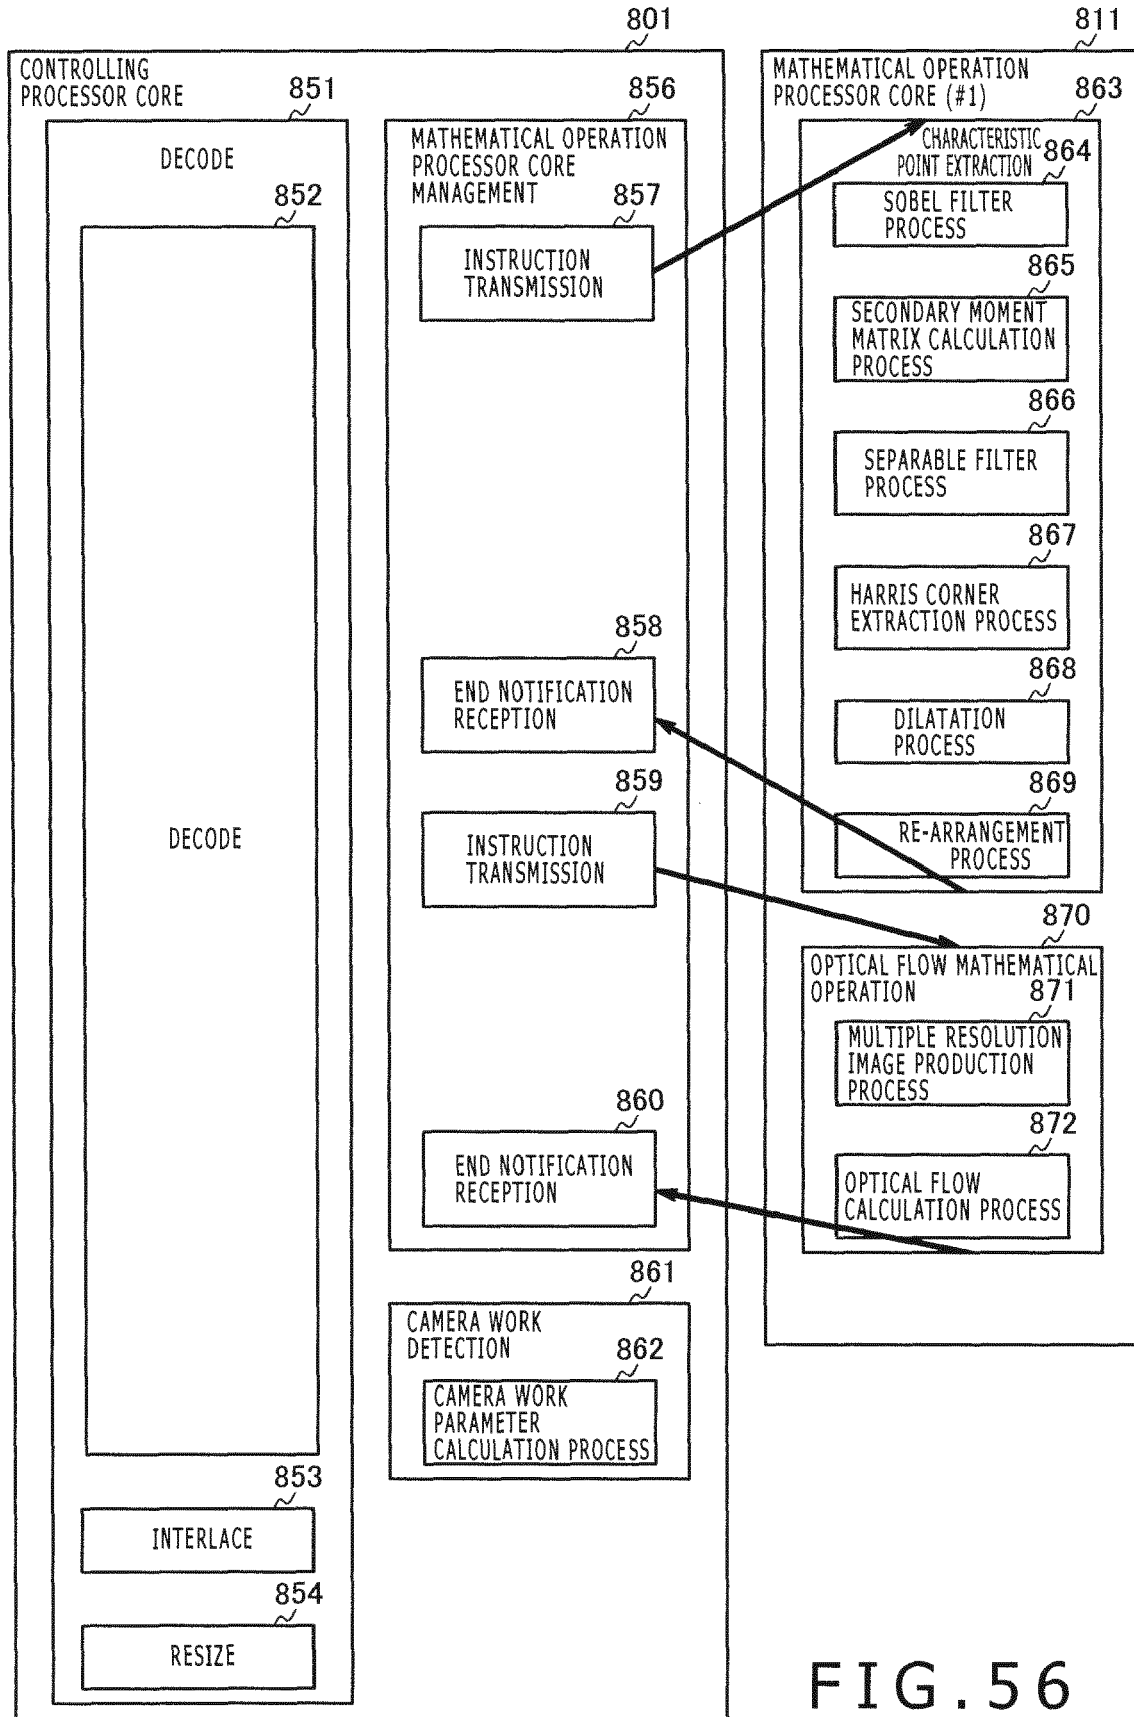 801
CONTROLLING
PROCESSOR CORE
851
DECODE
852
DECODE
853
INTERLACE
854
RESIZE
856
MATHEMATICAL OPERATION
PROCESSOR CORE
MANAGEMENT
857
INSTRUCTION
TRANSMISSION
858
END NOTIFICATION
RECEPTION
859
INSTRUCTION
TRANSMISSION
860
END NOTIFICATION
RECEPTION
861
CAMERA WORK
DETECTION
862
CAMERA WORK
PARAMETER
CALCULATION PROCESS
811
MATHEMATICAL OPERATION
PROCESSOR CORE (#1)
863
CHARACTERISTIC
POINT EXTRACTION
864
SOBEL FILTER
PROCESS
865
SECONDARY MOMENT
MATRIX CALCULATION
PROCESS
866
SEPARABLE FILTER
PROCESS
867
HARRIS CORNER
EXTRACTION PROCESS
868
DILATATION
PROCESS
869
RE-ARRANGEMENT
PROCESS
870
OPTICAL FLOW MATHEMATICAL
OPERATION
871
MULTIPLE RESOLUTION
IMAGE PRODUCTION
PROCESS
872
OPTICAL FLOW
CALCULATION PROCESS
FIG.56